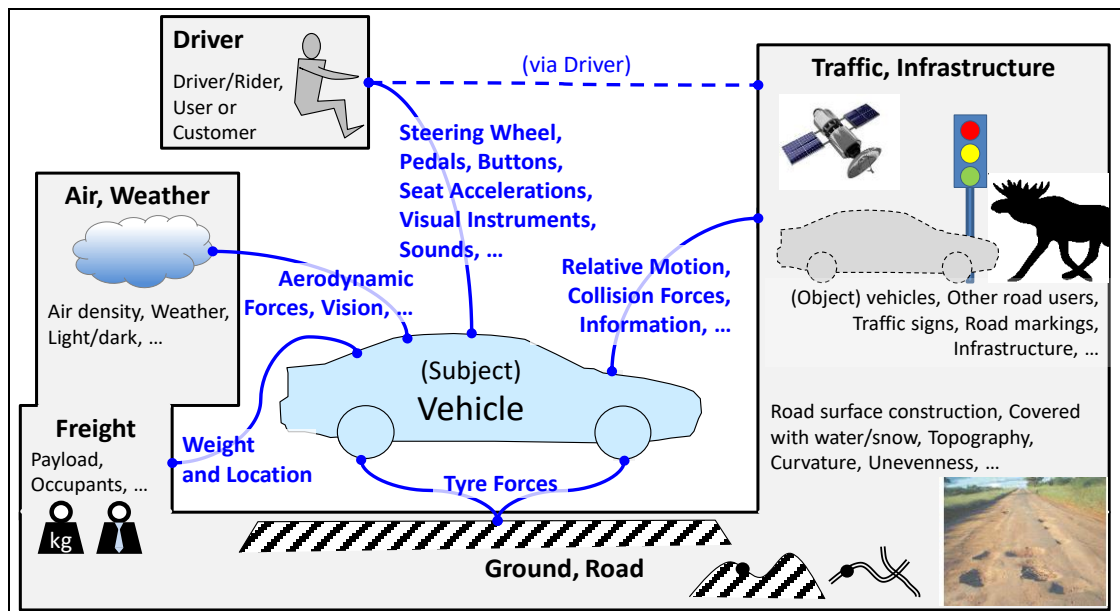 Driver
Driver/Rider,
User or
Customer
(via Driver)
Steering Wheel,
Pedals, Buttons,
Seat Accelerations,
Visual Instruments,
Sounds, …
Traffic, Infrastructure
(Object) vehicles, Other road users,
Traffic signs, Road markings,
Infrastructure, …
Air, Weather
Air density, Weather,
Light/dark, …
Aerodynamic
Forces, Vision, …
Relative Motion,
Collision Forces,
Information, …
(Subject)
Vehicle
Freight
Payload,
Occupants, …
kg
Weight
and Location
Tyre Forces
Road surface construction, Covered
with water/snow, Topography,
Curvature, Unevenness, …
Ground, Road